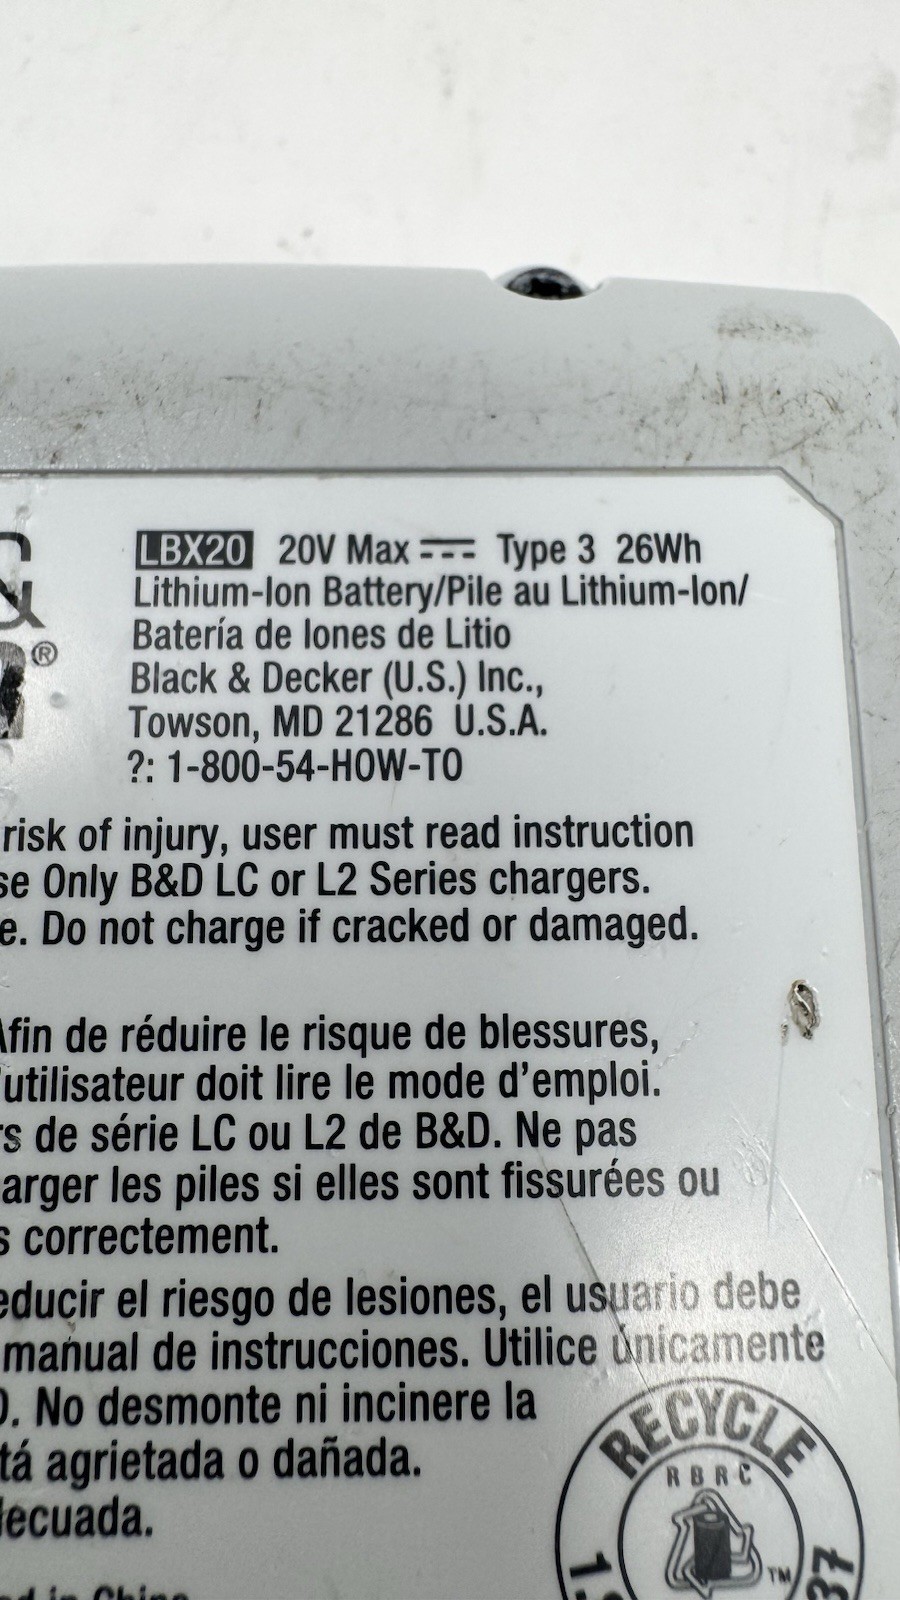 &
®
LBX20 20V Max Type 3 26Wh
Lithium-Ion Battery/Pile au Lithium-Ion/
Batería de Iones de Litio
Black & Decker (U.S.) Inc.,
Towson, MD 21286 U.S.A.
?: 1-800-54-HOW-TO
risk of injury, user must read instruction
se Only B&D LC or L2 Series chargers.
e. Do not charge if cracked or damaged.
Afin de réduire le risque de blessures,
'utilisateur doit lire le mode d'emploi.
rs de série LC ou L2 de B&D. Ne pas
arger les piles si elles sont fissurées ou
s correctement.
educir el riesgo de lesiones, el usuario debe
manual de instrucciones. Utilice únicamente
D. No desmonte ni incinere la
tá agrietada o dañada.
decuada.
in China
RECYCLE
RBRC
TM
37